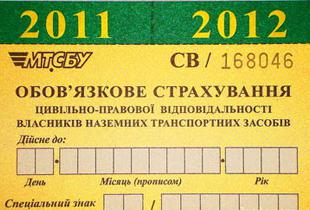 2011 2012
МТСБУ СВ / 168046
ОБОВ'ЯЗКОВЕ СТРАХУВАННЯ
ЦИВІЛЬНО-ПРАВОВОЇ ВІДПОВІДАЛЬНОСТІ
ВЛАСНИКІВ НАЗЕМНИХ ТРАНСПОРТНИХ ЗАСОБІВ
Дійсне до:
День Місяць (прописом) Рік
Спеціальний знак /